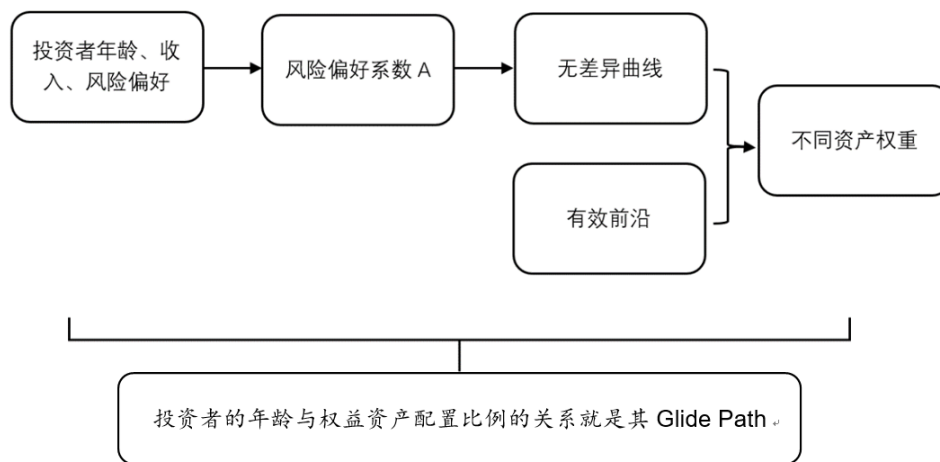 投资者年龄、收
入、风险偏好
风险偏好系数 A
无差异曲线
有效前沿
不同资产权重
投资者的年龄与权益资产配置比例的关系就是其 Glide Path